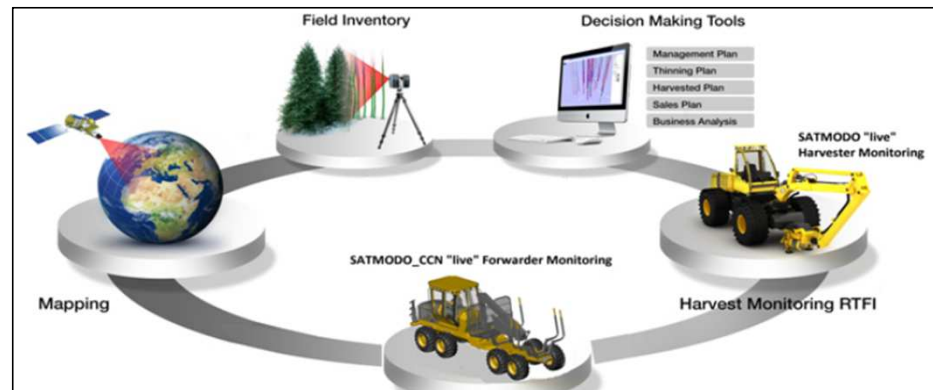 Field Inventory
Decision Making Tools
Management Plan
Thinning Plan
Harvested Plan
Sales Plan
Business Analysis
SATMODO "live"
Harvester Monitoring
SATMODO_CCN "live" Forwarder Monitoring
Mapping
Harvest Monitoring RTFI